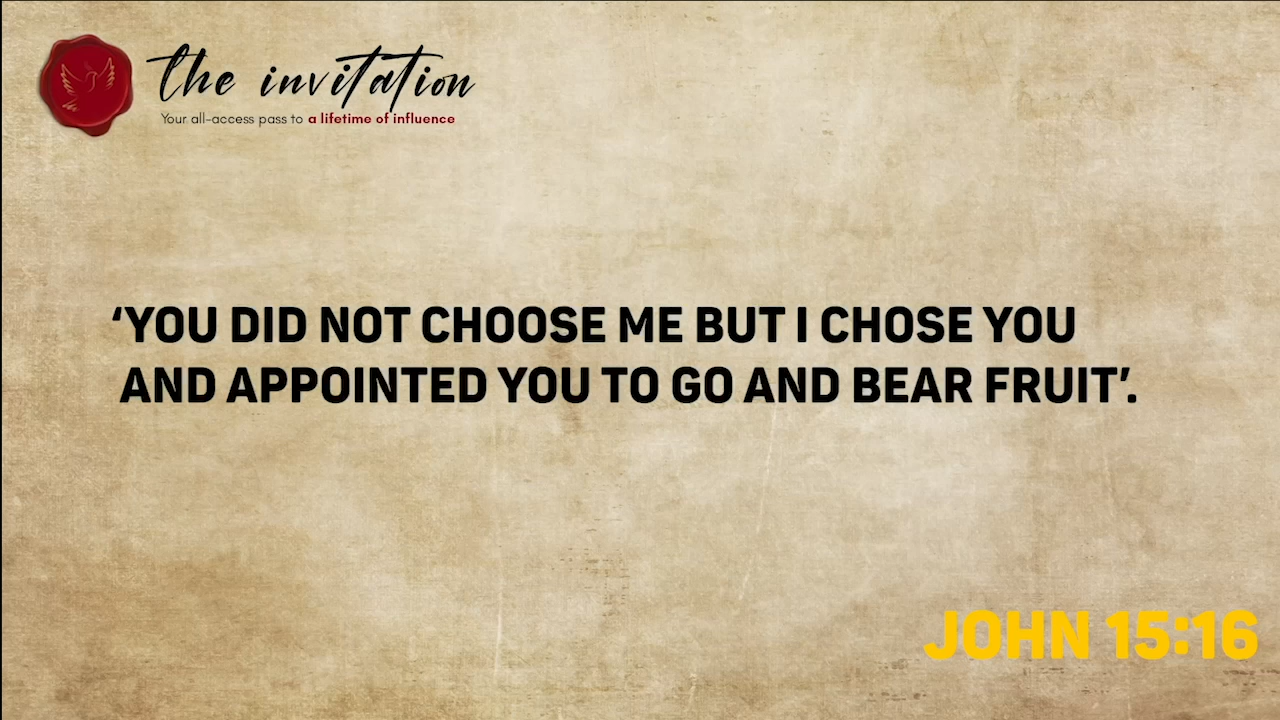 the invitation
Your all-access pass to a lifetime of influence
‘YOU DID NOT CHOOSE ME BUT I CHOSE YOU
AND APPOINTED YOU TO GO AND BEAR FRUIT’.
JOHN 15:16